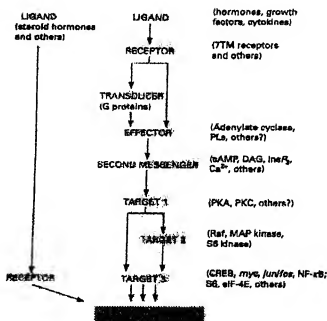 LIGAND
(steroid hormones
and others)
LIGAND
(hormones, growth
factors, cytokines)
RECEPTOR
(7TM receptors
and others)
TRANSDUCER
(G proteins)
EFFECTOR
(Adenylate cyclase,
PLs, others?)
SECOND MESSENGER
(cAMP, DAG, InsP₃,
Ca²⁺, others)
TARGET 1
(PKA, PKC, others?)
TARGET 2
(Raf, MAP kinase,
S6 kinase)
RECEPTOR
TARGET 3
(CREB, myc, jun/fos, NF-κB;
S6, eIF-4E, others)